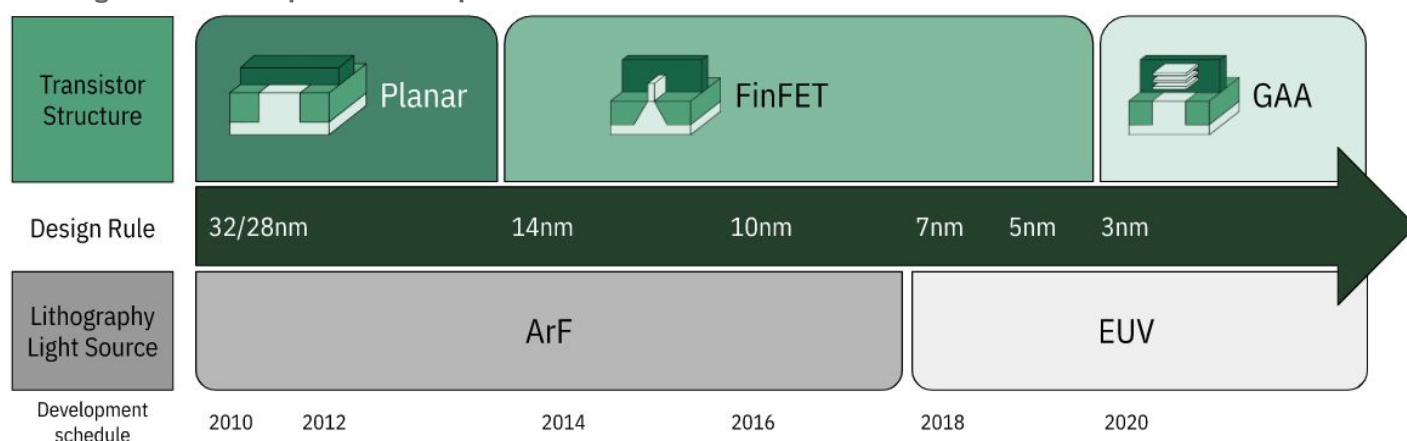 Transistor
Structure
Planar
FinFET
GAA
Design Rule
32/28nm
14nm
10nm
7nm
5nm
3nm
Lithography
Light Source
ArF
EUV
Development
schedule
2010
2012
2014
2016
2018
2020